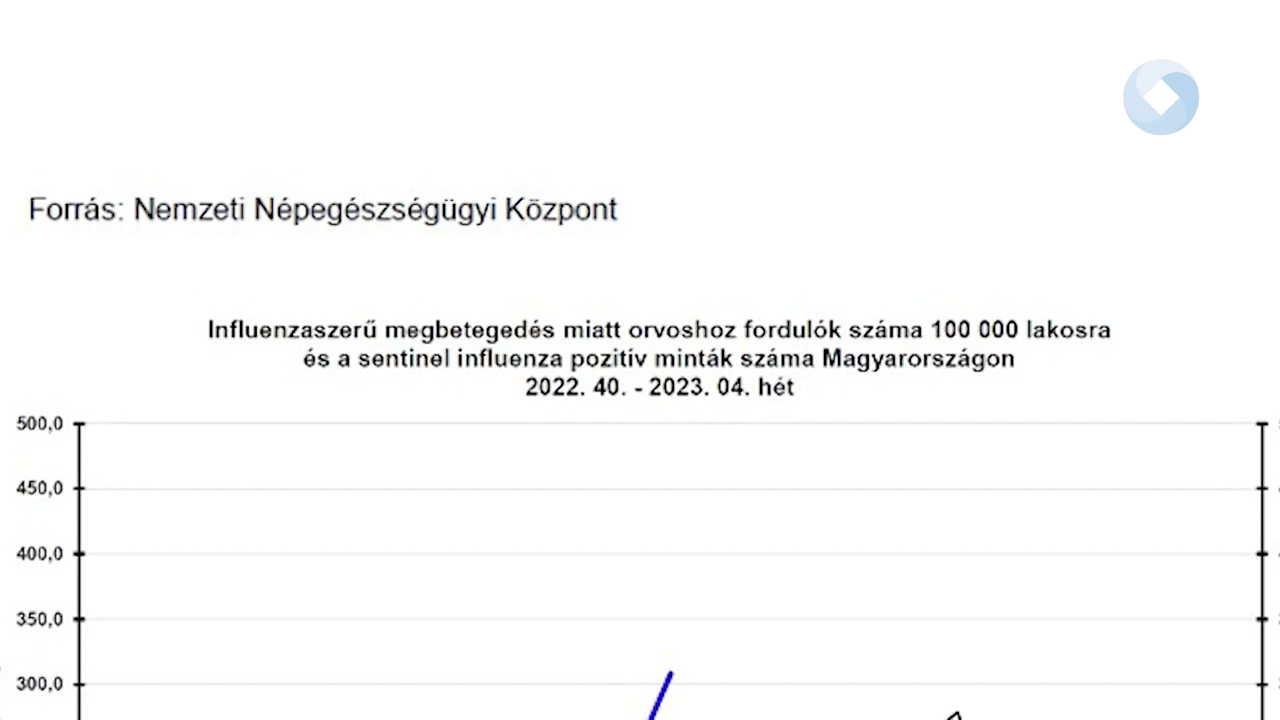 Forrás: Nemzeti Népegészségügyi Központ
Influenzaszerű megbetegedés miatt orvoshoz fordulók száma 100 000 lakosra
és a sentinel influenza pozitív minták száma Magyarországon
2022. 40. - 2023. 04. hét
500,0
450,0
400,0
350,0
300,0